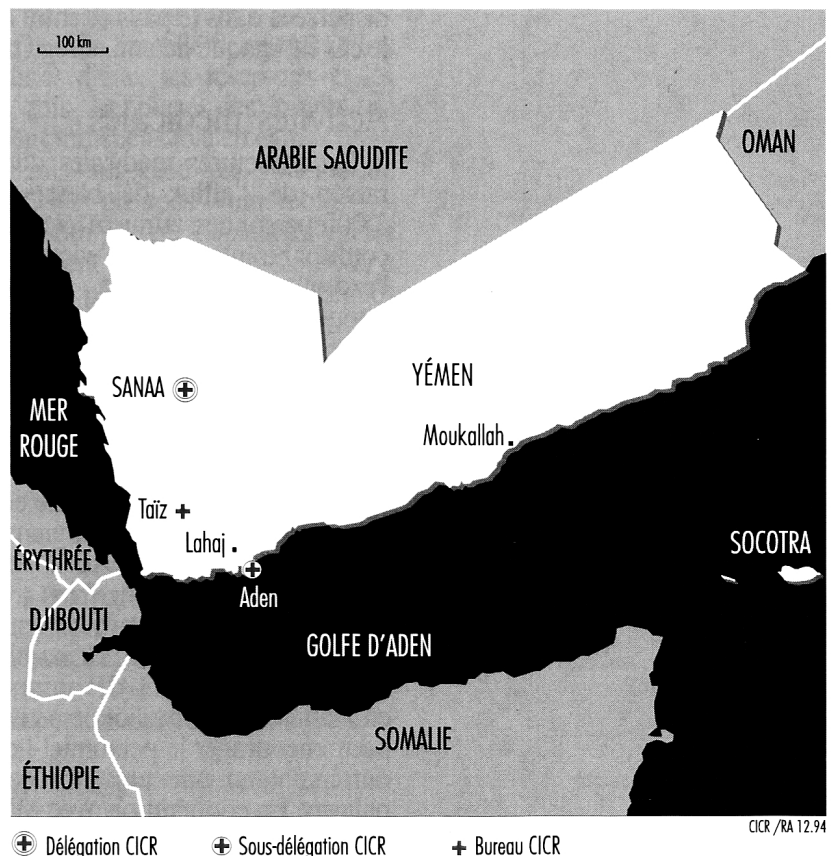 100 km
ARABIE SAOUDITE
OMAN
SANAA
YÉMEN
MER
ROUGE
Moukallah
Taïz
Lahaj
ÉRYTHRÉE
SOCOTRA
Aden
DJIBOUTI
GOLFE D'ADEN
SOMALIE
ÉTHIOPIE
CICR /RA 12.94
Délégation CICR
Sous-délégation CICR
Bureau CICR